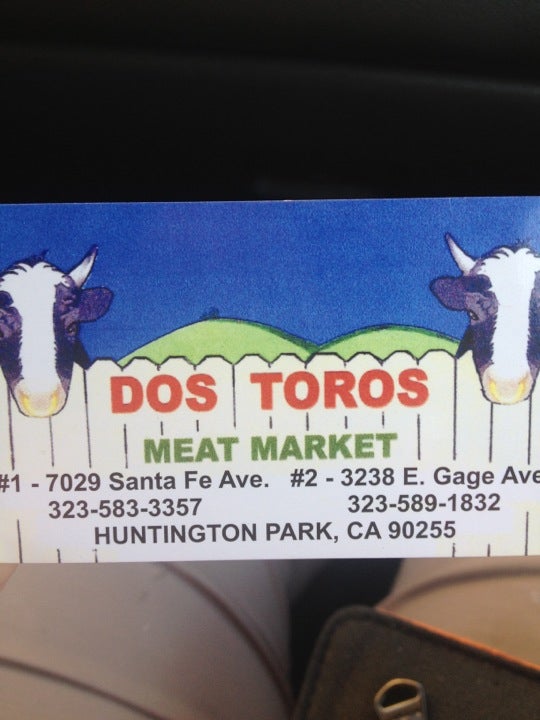 DOS TOROS
MEAT MARKET
#1 - 7029 Santa Fe Ave. #2 - 3238 E. Gage Ave
323-583-3357 323-589-1832
HUNTINGTON PARK, CA 90255